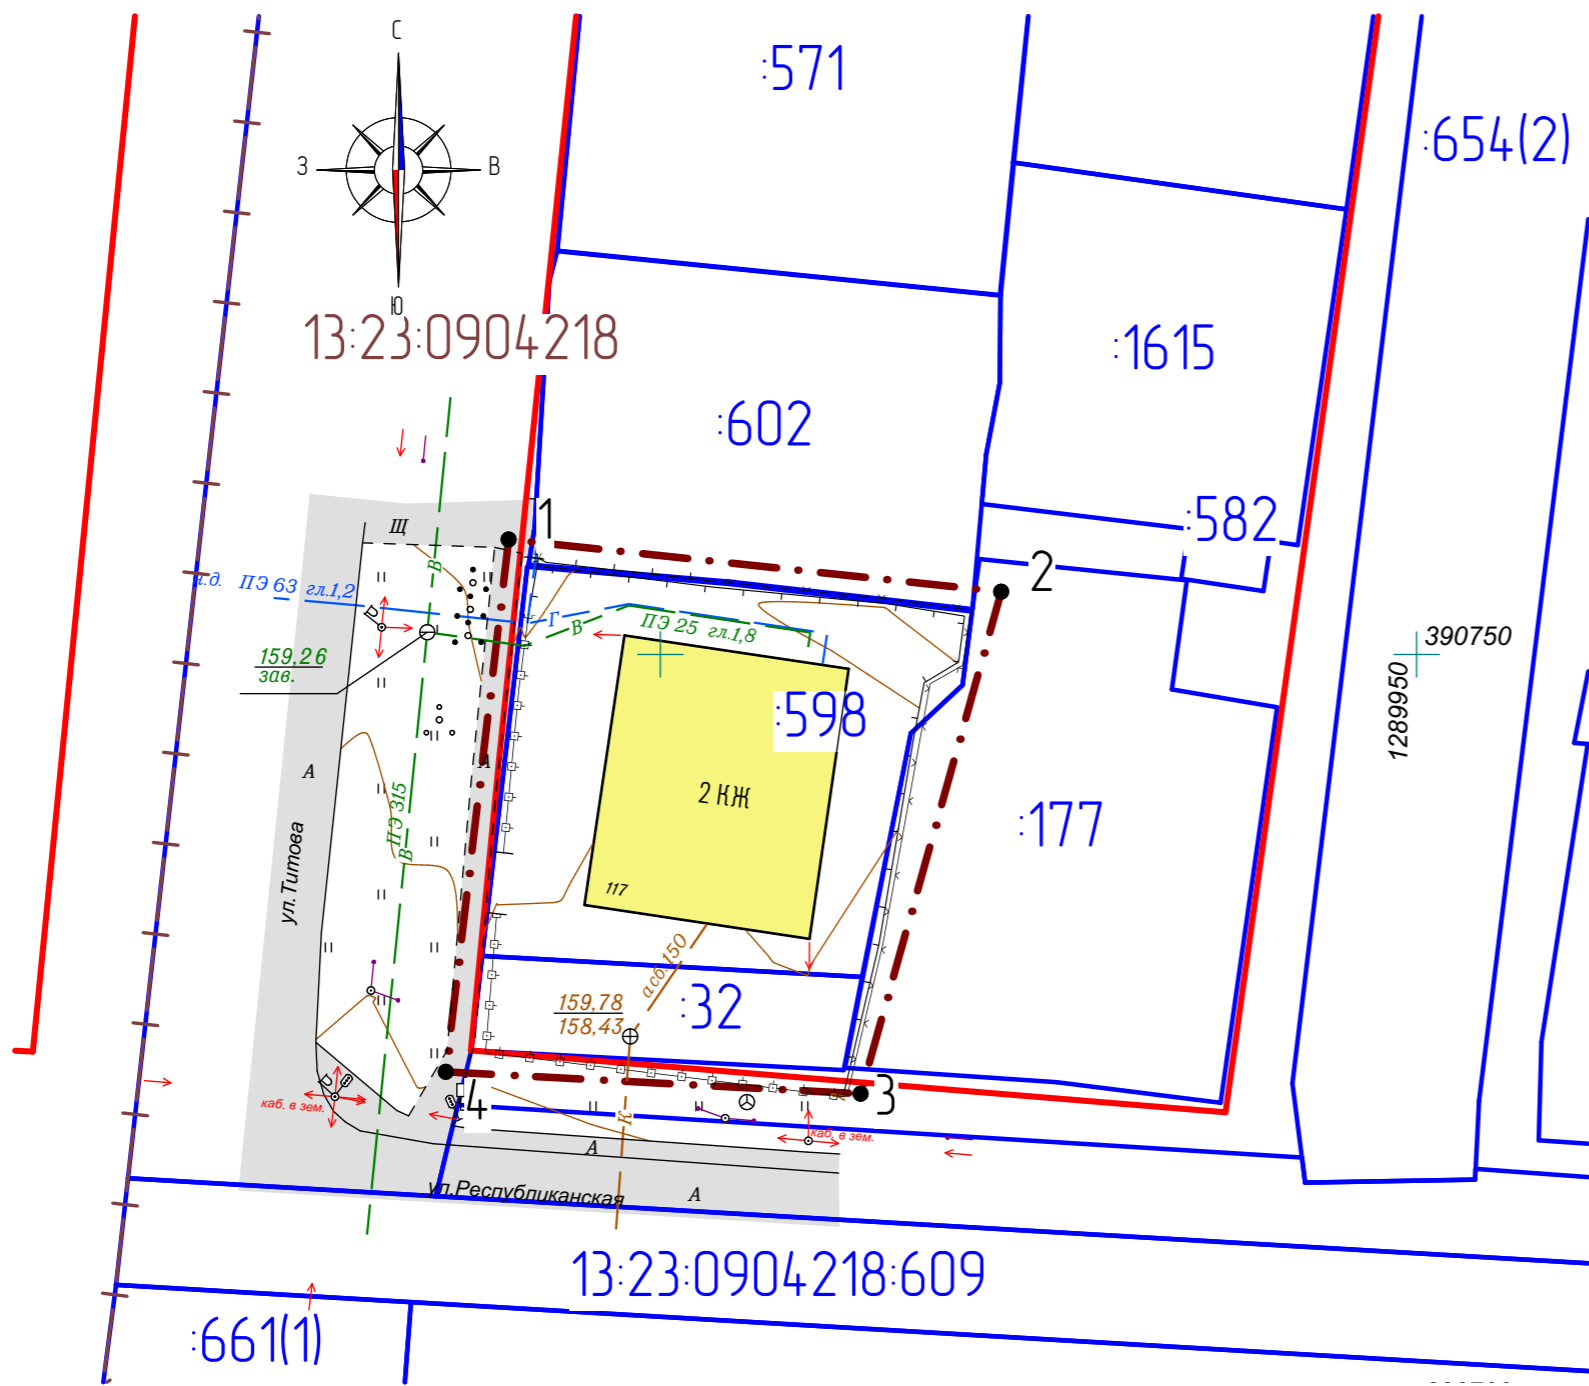 С
:571
:654(2)
З
В
Ю
13:23:0904218
:1615
:602
:582
1
2
Щ
В
ПЭ 63 гл.1,2
Г
В
ПЭ 25 гл.1,8
390750
1289950
159,26
зав.
:598
А
А
2 КЖ
:177
ПЭ 315
В
ул.Титова
117
асб.150
159,78
158,43
:32
3
4
каб. в зем.
каб. в зем.
К
А
ул.Республиканская
А
13:23:0904218:609
:661(1)